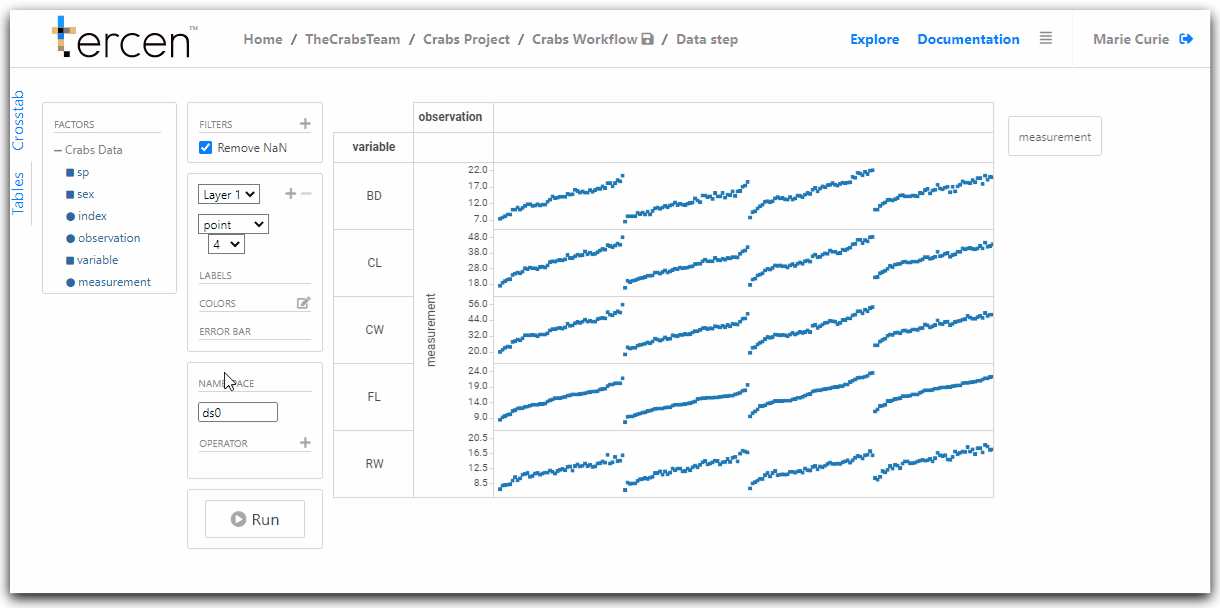 tercen™
Home / TheCrabsTeam / Crabs Project / Crabs Workflow / Data step
Explore Documentation
Marie Curie
Crosstab
Tables
FACTORS
Crabs Data
sp
sex
index
observation
variable
measurement
FILTERS +
Remove NaN
Layer 1
point
4
LABELS
COLORS
ERROR BAR
ds0
OPERATOR +
Run
observation
variable
measurement
BD
22.0
17.0
12.0
7.0
CL
48.0
38.0
28.0
18.0
CW
56.0
44.0
32.0
20.0
FL
24.0
19.0
14.0
9.0
RW
20.5
16.5
12.5
8.5
measurement